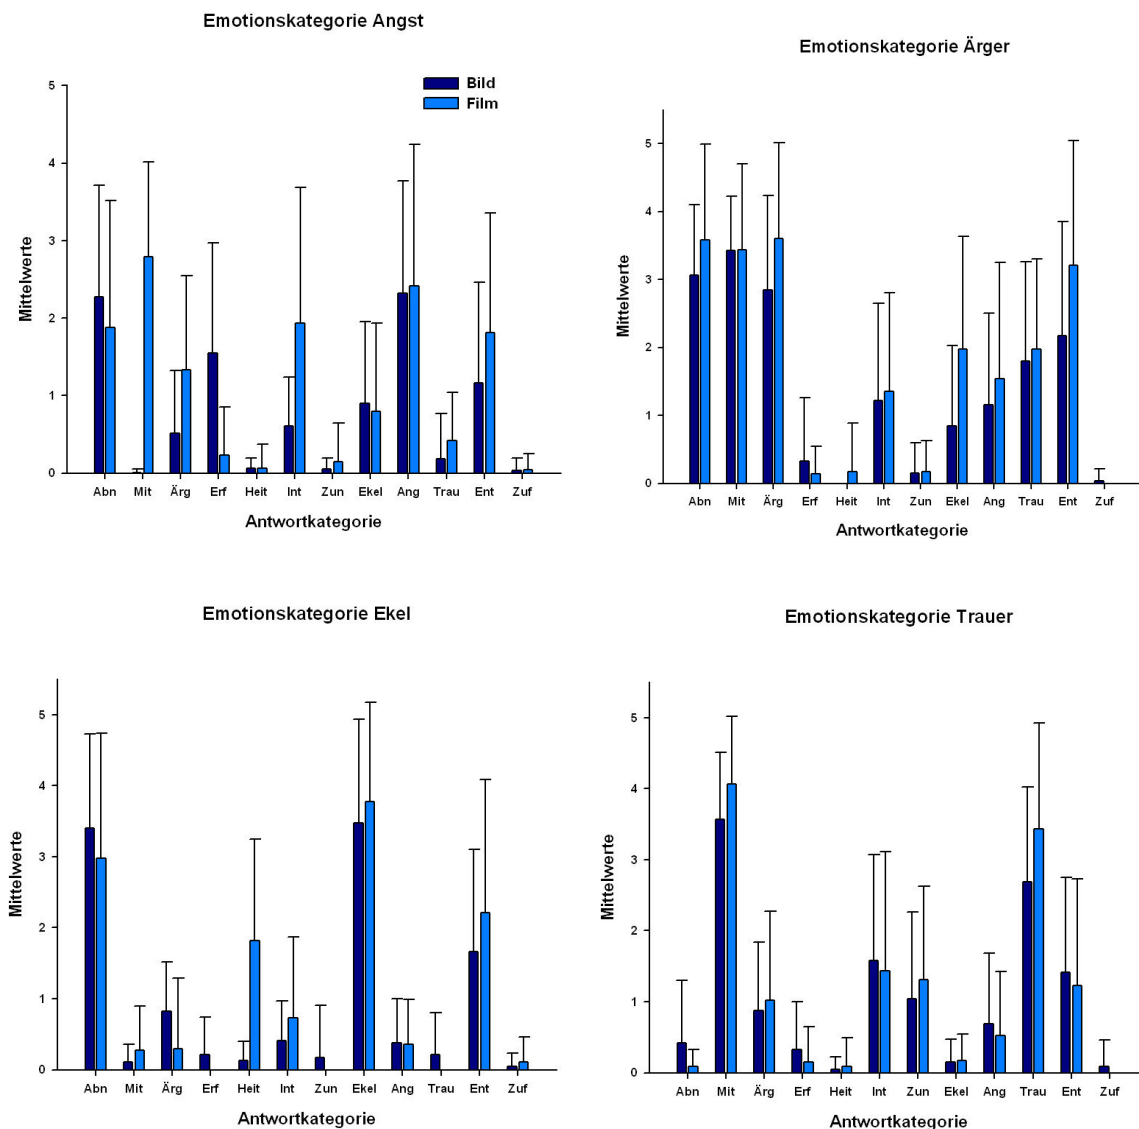 Emotionskategorie Angst
Bild
Film
5
4
3
2
1
0
Mittelwerte
Abn Mit Ärg Erf Heit Int Zun Ekel Ang Trau Ent Zuf
Antwortkategorie
Emotionskategorie Ärger
5
4
3
2
1
0
Mittelwerte
Abn Mit Ärg Erf Heit Int Zun Ekel Ang Trau Ent Zuf
Antwortkategorie
Emotionskategorie Ekel
5
4
3
2
1
0
Mittelwerte
Abn Mit Ärg Erf Heit Int Zun Ekel Ang Trau Ent Zuf
Antwortkategorie
Emotionskategorie Trauer
5
4
3
2
1
0
Mittelwerte
Abn Mit Ärg Erf Heit Int Zun Ekel Ang Trau Ent Zuf
Antwortkategorie